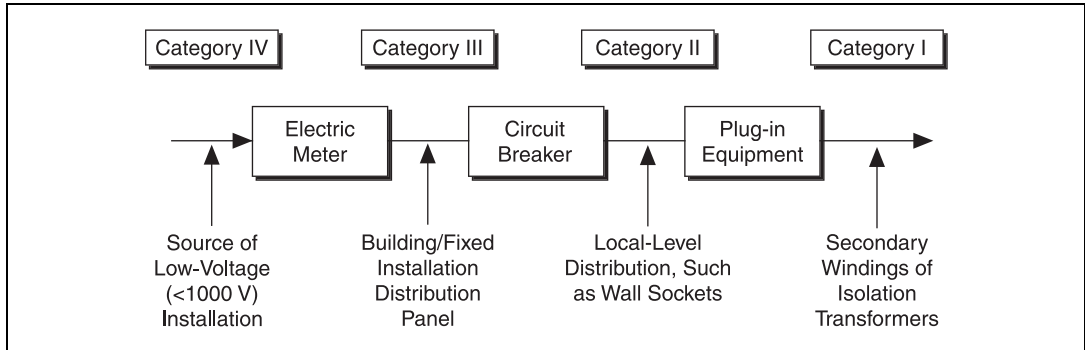 Category IV
Category III
Category II
Category I
Electric
Meter
Circuit
Breaker
Plug-in
Equipment
Source of
Low-Voltage
(<1000 V)
Installation
Building/Fixed
Installation
Distribution
Panel
Local-Level
Distribution, Such
as Wall Sockets
Secondary
Windings of
Isolation
Transformers